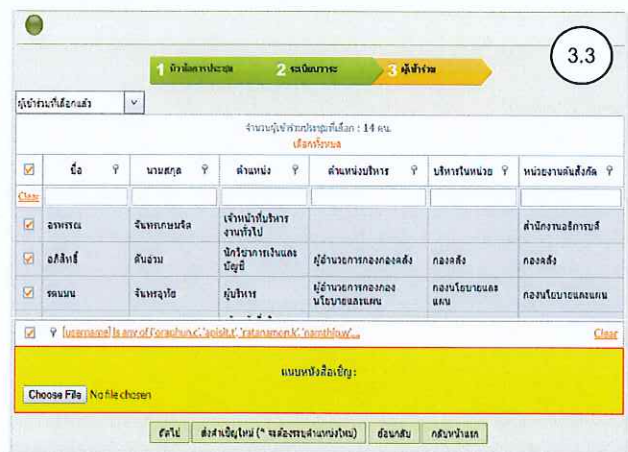 3.3
1 หัวข้อการประชุม 2 ระเบียบวาระ 3 ผู้เข้าร่วม
ผู้เข้าร่วมที่เลือกแล้ว
จำนวนผู้เข้าร่วมประชุมที่เลือก : 14 คน.
เลือกทั้งหมด
ชื่อ นามสกุล ตำแหน่ง ตำแหน่งบริหาร บริหารในหน่วย หน่วยงานต้นสังกัด
Clear
อรพรรณ จันทรเกษมจิต เจ้าหน้าที่บริหาร สำนักงานอธิการบดี
งานทั่วไป
อภิสิทธิ์ ต้นอ่วม นักวิชาการเงินและ ผู้อำนวยการกองกองคลัง กองคลัง กองคลัง
บัญชี
จันทรอุทัย ผู้บริหาร ผู้อำนวยการกองกอง กองนโยบายและ กองนโยบายและแผน
นโยบายและแผน แผน
[username] Is any of ('oraphun.c', 'apisit.t', 'ratanamon.k', 'namthip.w', ... Clear
แนบหนังสือเชิญ:
Choose File No file chosen
ถัดไป ส่งคำเชิญใหม่ (* จะต้องระบุตำแหน่งใหม่) ย้อนกลับ กลับหน้าแรก